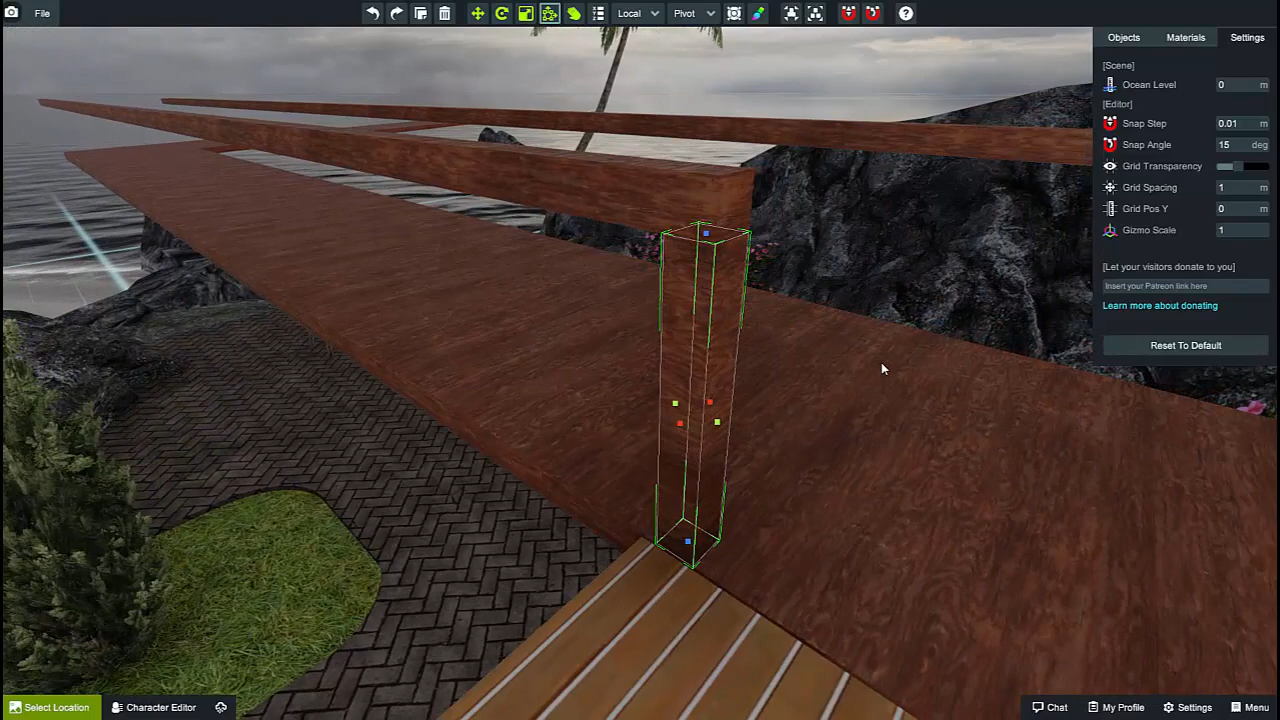 File
Local
Pivot
Objects
Materials
Settings
[Scene]
Ocean Level
0 m
[Editor]
Snap Step
0.01 m
Snap Angle
15 deg
Grid Transparency
Grid Spacing
1 m
Grid Pos Y
0 m
Gizmo Scale
1
[Let your visitors donate to you]
Insert your Patreon link here
Learn more about donating
Reset To Default
Select Location
Character Editor
Chat
My Profile
Settings
Menu